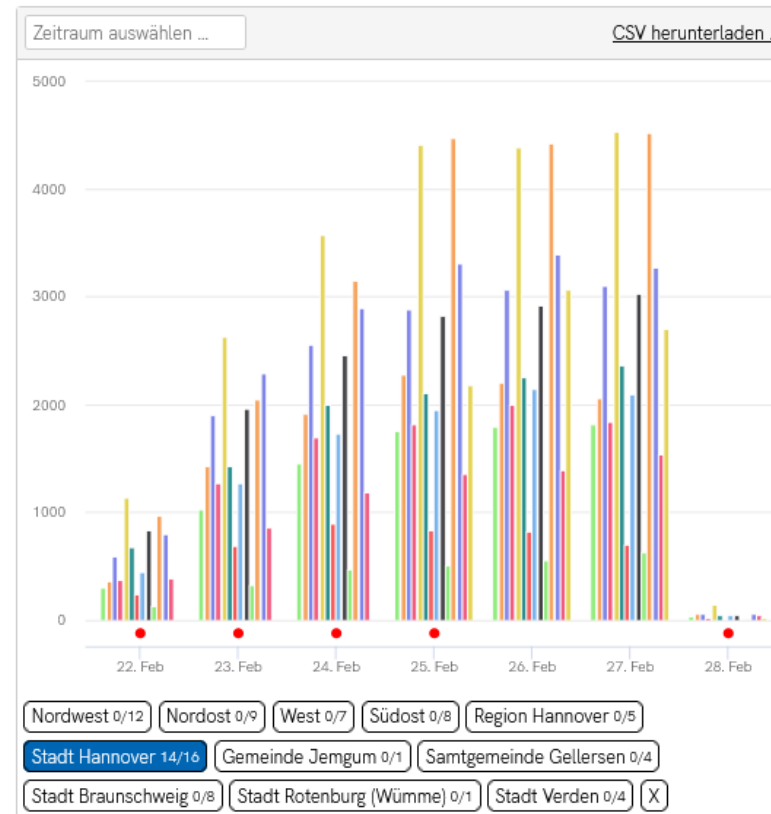 Zeitraum auswählen ...
CSV herunterladen
5000
4000
3000
2000
1000
0
22. Feb 23. Feb 24. Feb 25. Feb 26. Feb 27. Feb 28. Feb
Nordwest 0/12 Nordost 0/9 West 0/7 Südost 0/8 Region Hannover 0/5
Stadt Hannover 14/16 Gemeinde Jemgum 0/1 Samtgemeinde Gellersen 0/4
Stadt Braunschweig 0/8 Stadt Rotenburg (Wümme) 0/1 Stadt Verden 0/4 X